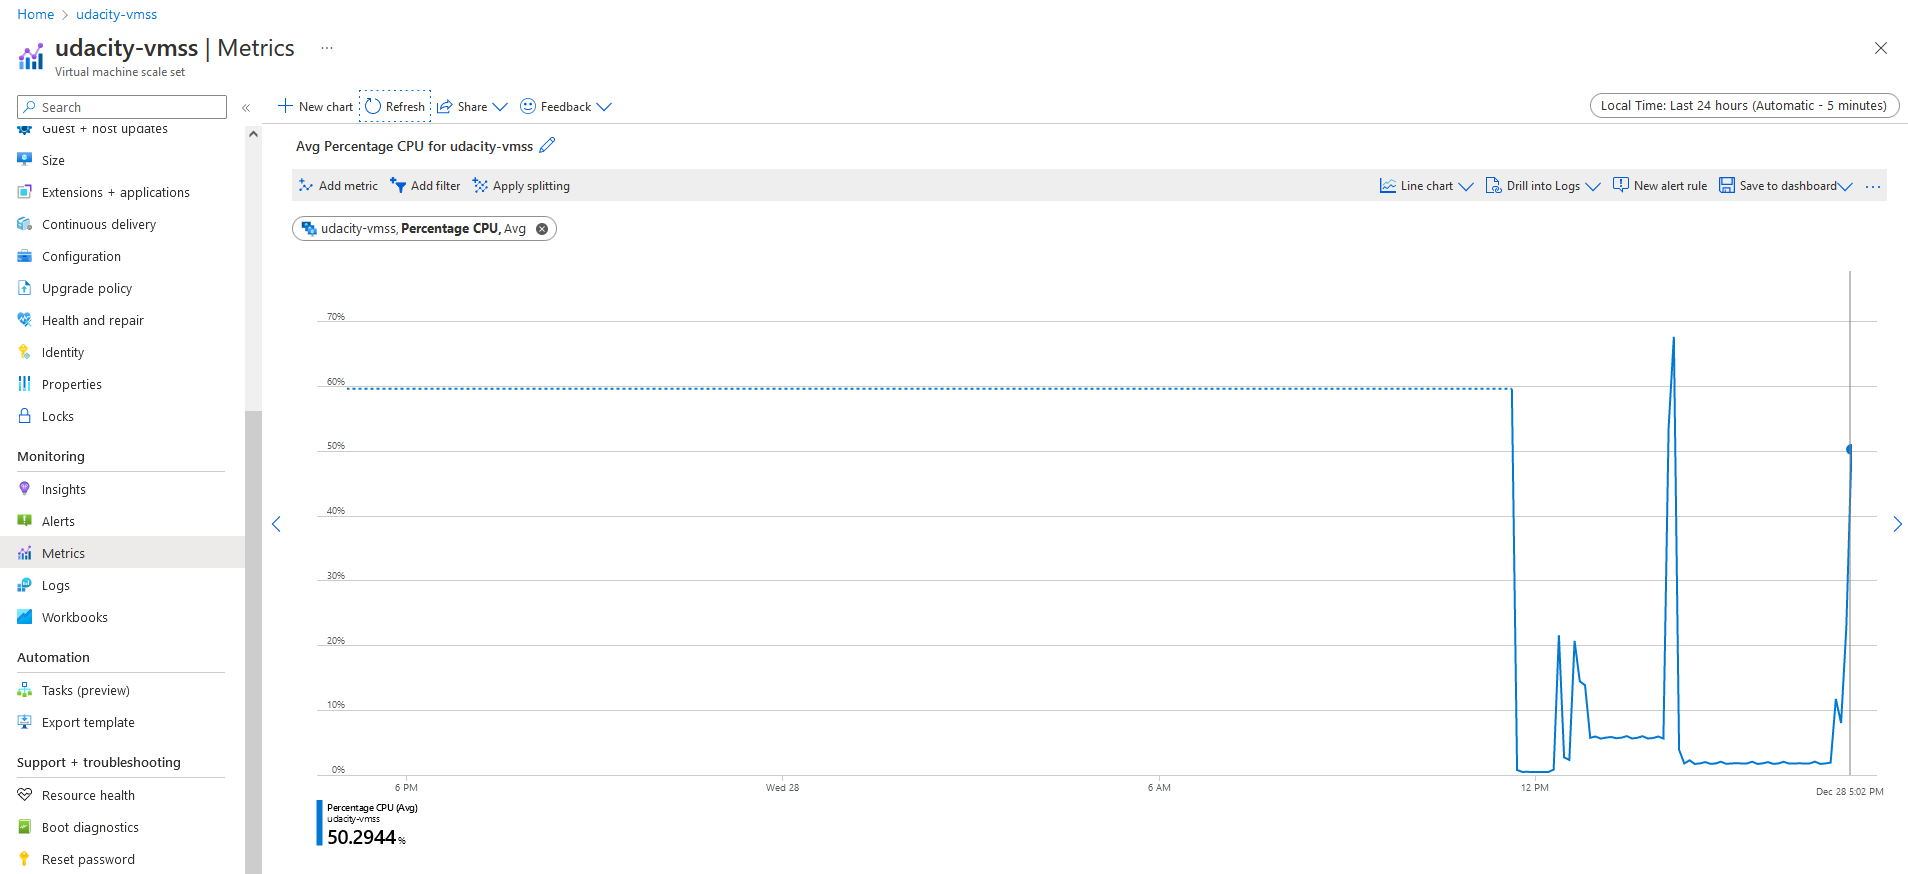 Home > udacity-vmss
udacity-vmss | Metrics ...
Virtual machine scale set
Search
«
New chart Refresh Share Feedback
Local Time: Last 24 hours (Automatic - 5 minutes)
Guest + host updates
Size
Extensions + applications
Continuous delivery
Configuration
Upgrade policy
Health and repair
Identity
Properties
Locks
Monitoring
Insights
Alerts
Metrics
Logs
Workbooks
Automation
Tasks (preview)
Export template
Support + troubleshooting
Resource health
Boot diagnostics
Reset password
Avg Percentage CPU for udacity-vmss
Add metric Add filter Apply splitting Line chart Drill into Logs New alert rule Save to dashboard ...
udacity-vmss, Percentage CPU, Avg
70%
60%
50%
40%
30%
20%
10%
0%
6 PM Wed 28 6 AM 12 PM Dec 28 5:02 PM
Percentage CPU (Avg)
udacity-vmss
50.2944 %